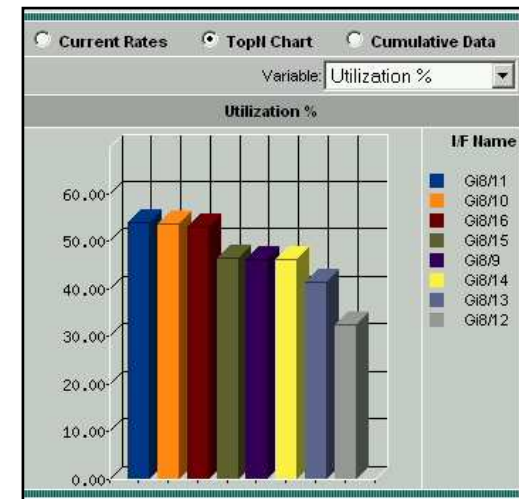 Current Rates TopN Chart Cumulative Data
Variable: Utilization %
Utilization %
I/F Name
Gi8/11
Gi8/10
Gi8/16
Gi8/15
Gi8/9
Gi8/14
Gi8/13
Gi8/12
60.00
50.00
40.00
30.00
20.00
10.00
0.00